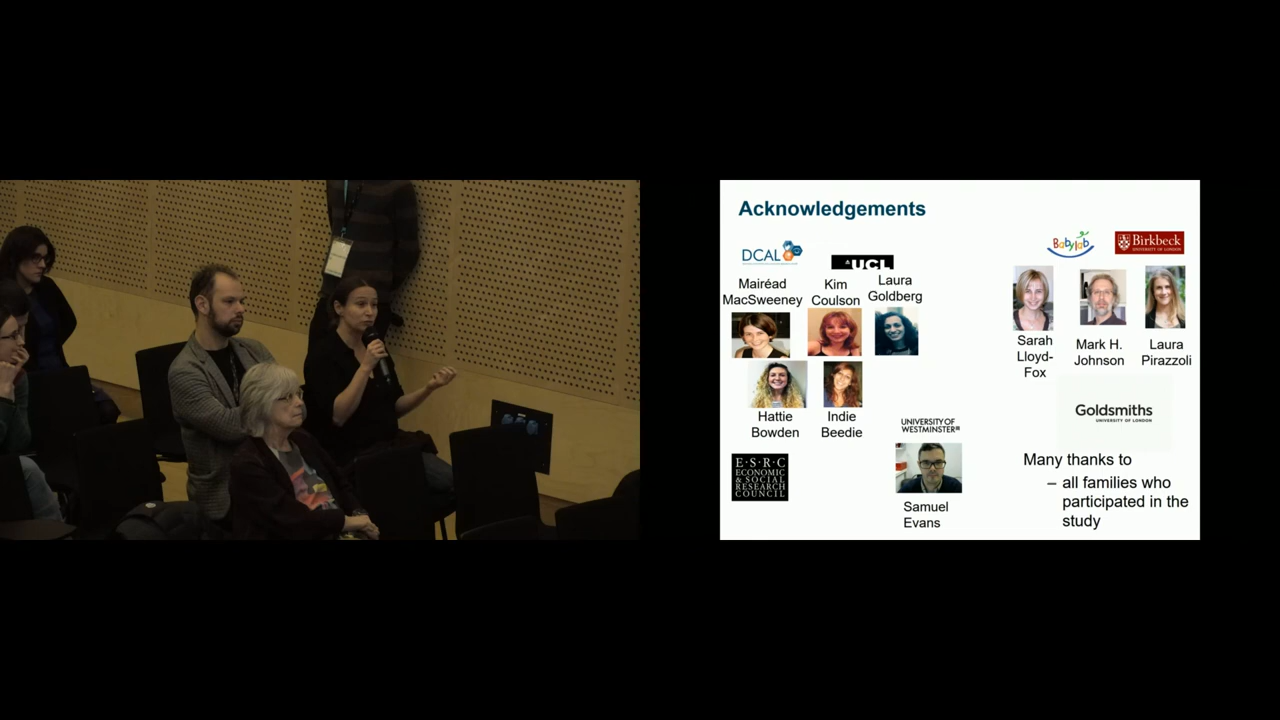 Acknowledgements
DCAL
UCL
Babylab
Birkbeck
UNIVERSITY OF LONDON
Mairéad
MacSweeney
Kim
Coulson
Laura
Goldberg
Sarah
Lloyd-
Fox
Mark H.
Johnson
Laura
Pirazzoli
Hattie
Bowden
Indie
Beedie
UNIVERSITY OF
WESTMINSTER
Goldsmiths
UNIVERSITY OF LONDON
E·S·R·C
ECONOMIC
& SOCIAL
RESEARCH
COUNCIL
Samuel
Evans
Many thanks to
– all families who
participated in the
study